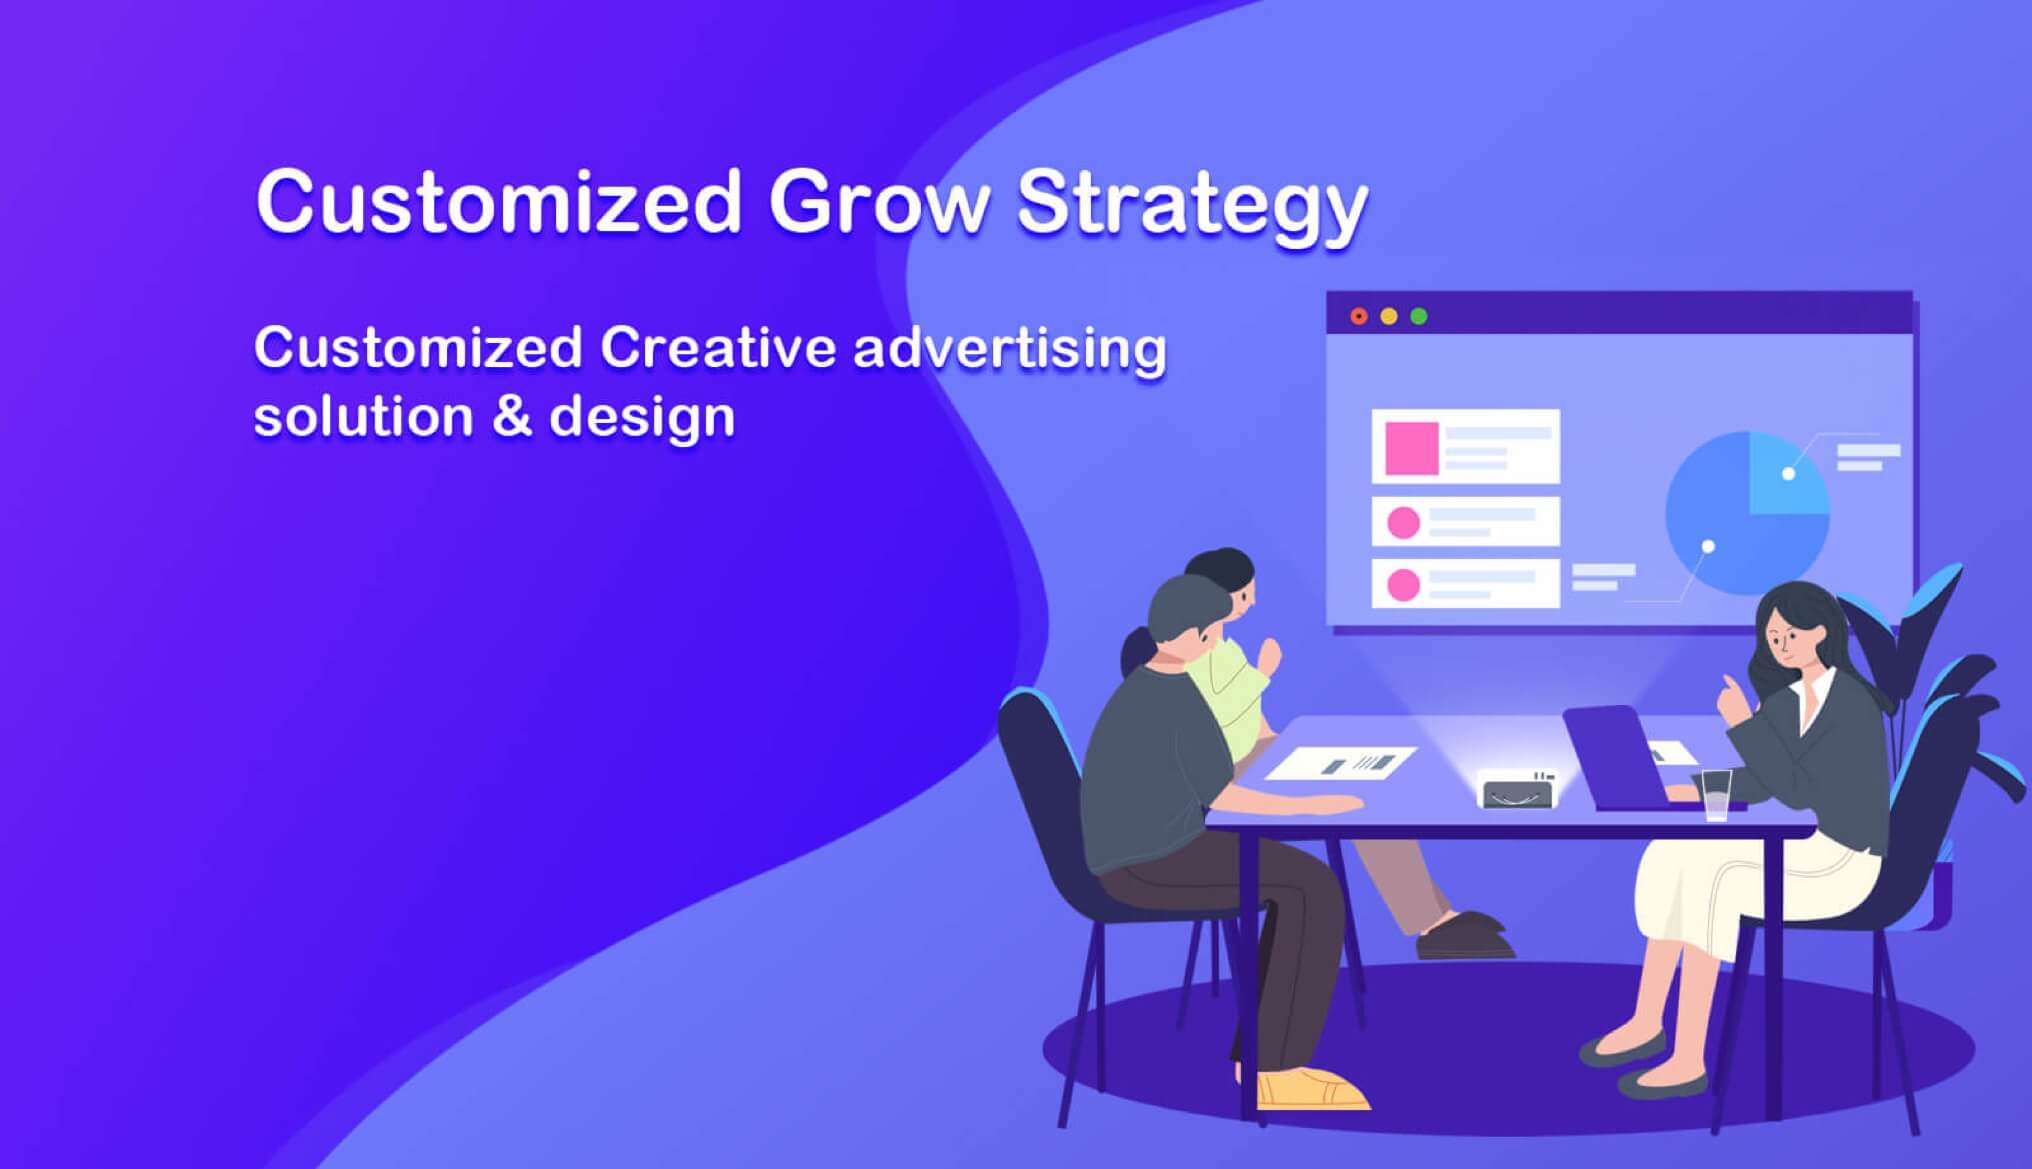 Customized Grow Strategy
Customized Creative advertising
solution & design